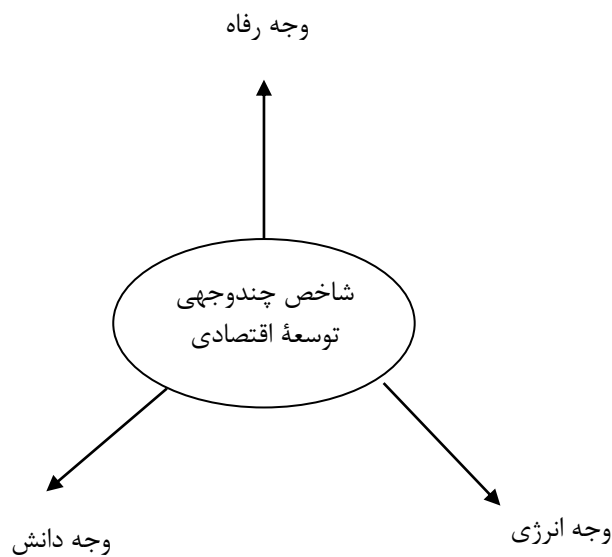 وجه رفاه
شاخص چندوجهی
توسعهٔ اقتصادی
وجه انرژی
وجه دانش